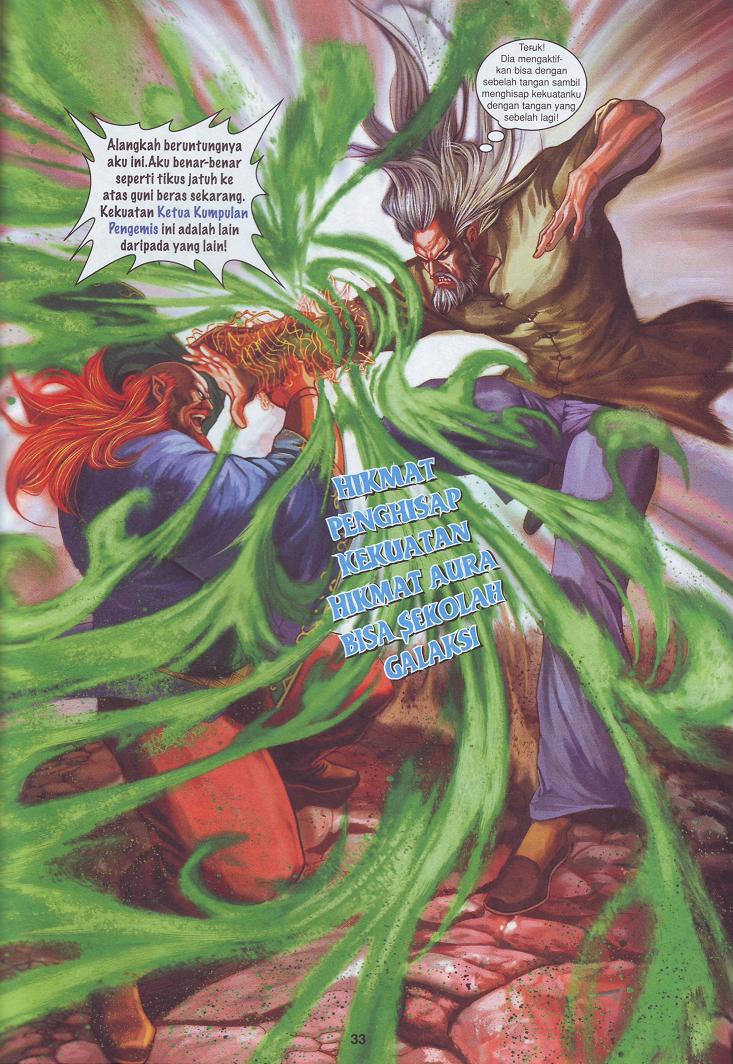 Teruk!
Dia mengaktif-
kan bisa dengan
sebelah tangan sambil
menghisap kekuatanku
dengan tangan yang
sebelah lagi!
Alangkah beruntungnya
aku ini.Aku benar-benar
seperti tikus jatuh ke
atas guni beras sekarang.
Kekuatan Ketua Kumpulan
Pengemis ini adalah lain
daripada yang lain!
HIKMAT
PENGHISAP
KEKUATAN
HIKMAT AURA
BISA SEKOLAH
GALAKSI
33